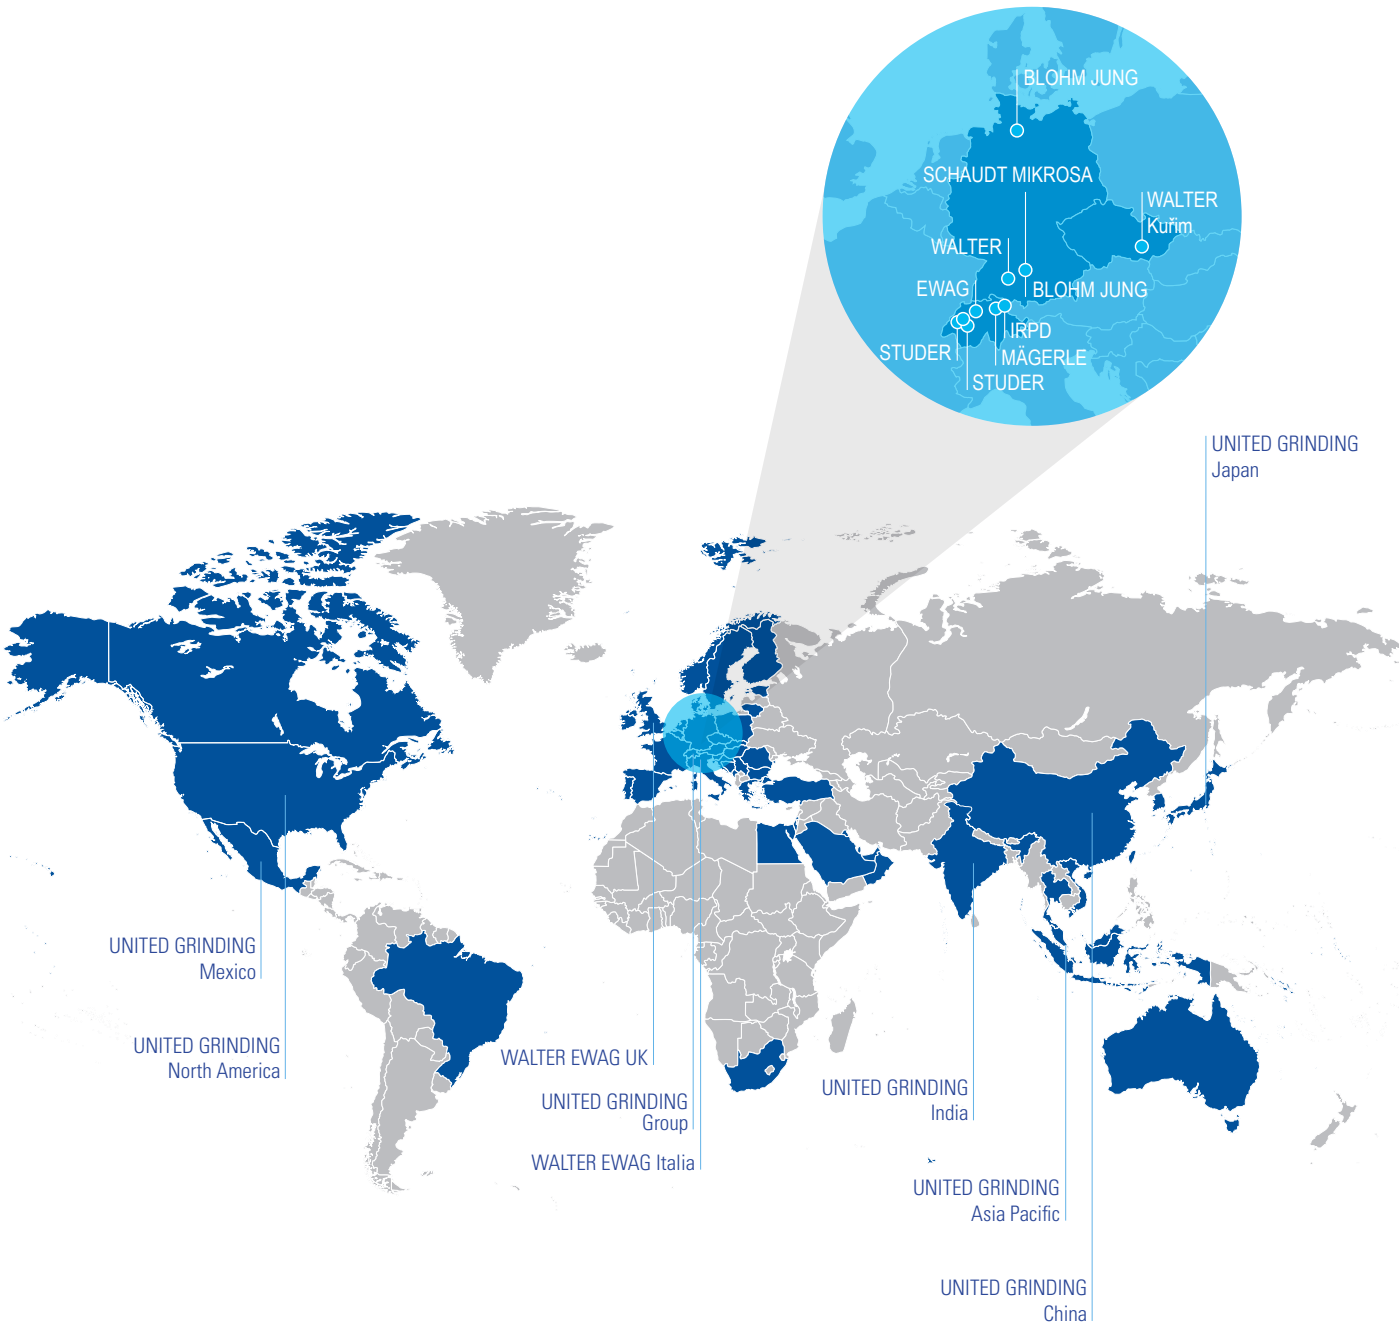 BLOHM JUNG
SCHAUDT MIKROSA
WALTER
Kuřim
WALTER
EWAG
BLOHM JUNG
IRPD
STUDER
MÄGERLE
STUDER
UNITED GRINDING
Japan
UNITED GRINDING
Mexico
UNITED GRINDING
North America
WALTER EWAG UK
UNITED GRINDING
Group
WALTER EWAG Italia
UNITED GRINDING
India
UNITED GRINDING
Asia Pacific
UNITED GRINDING
China